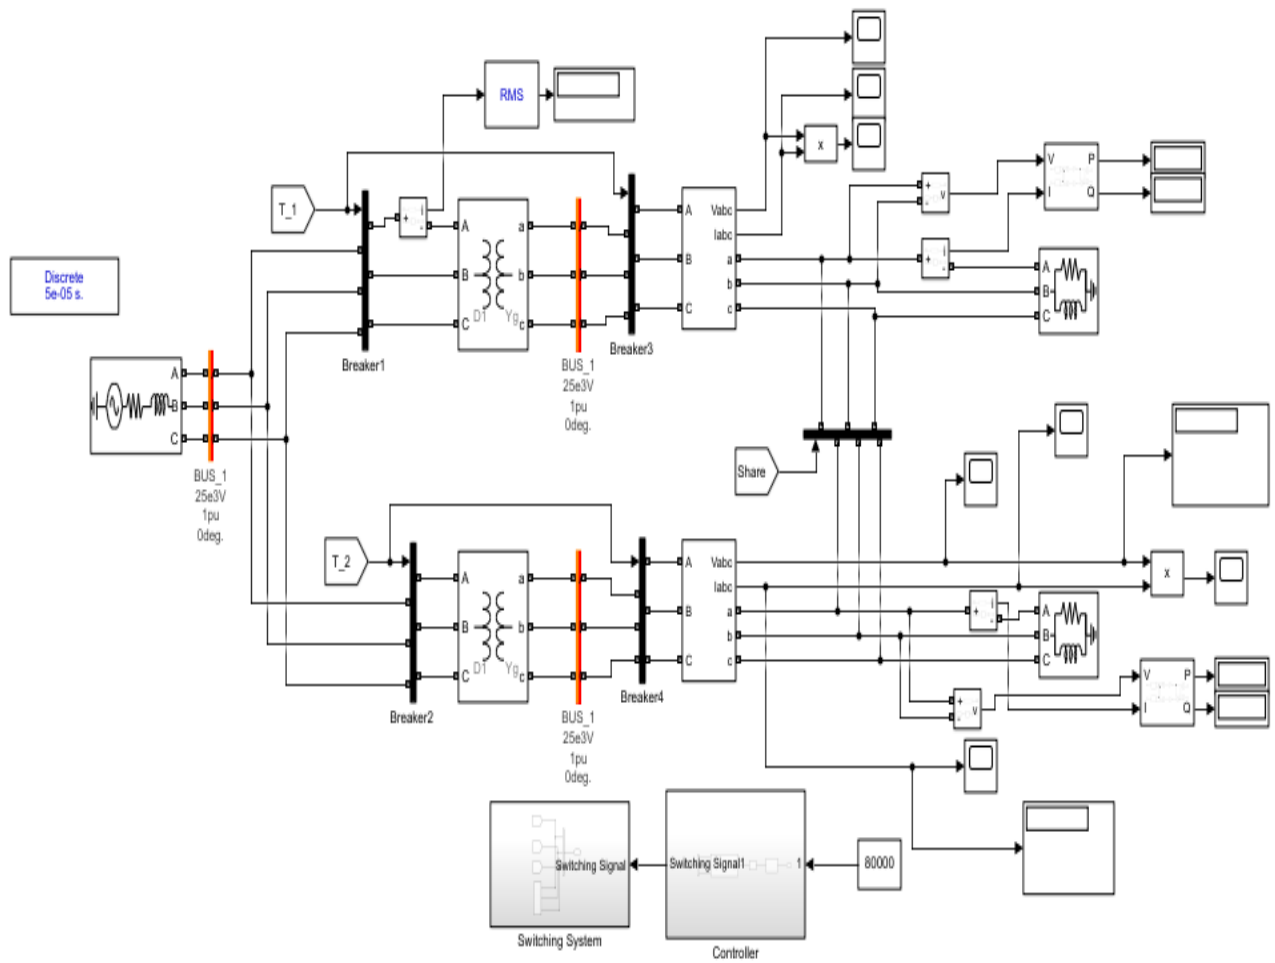 RMS
T_1
Discrete
5e-05 s.
i
+
-
A
B
C
D1
Yg
a
b
c
Breaker1
BUS_1
25e3V
1pu
0deg.
Breaker3
A
B
C
Vabc
Iabc
a
b
c
x
+
-
v
+
i
-
V
I
P
Q
A
B
C
A
B
C
BUS_1
25e3V
1pu
0deg.
Share
T_2
A
B
C
D1
Yg
a
b
c
Breaker2
BUS_1
25e3V
1pu
0deg.
Breaker4
A
B
C
Vabc
Iabc
a
b
c
x
+
i
-
A
B
C
+
-
v
V
I
P
Q
Switching Signal
Switching System
Switching Signal1
1
Controller
80000